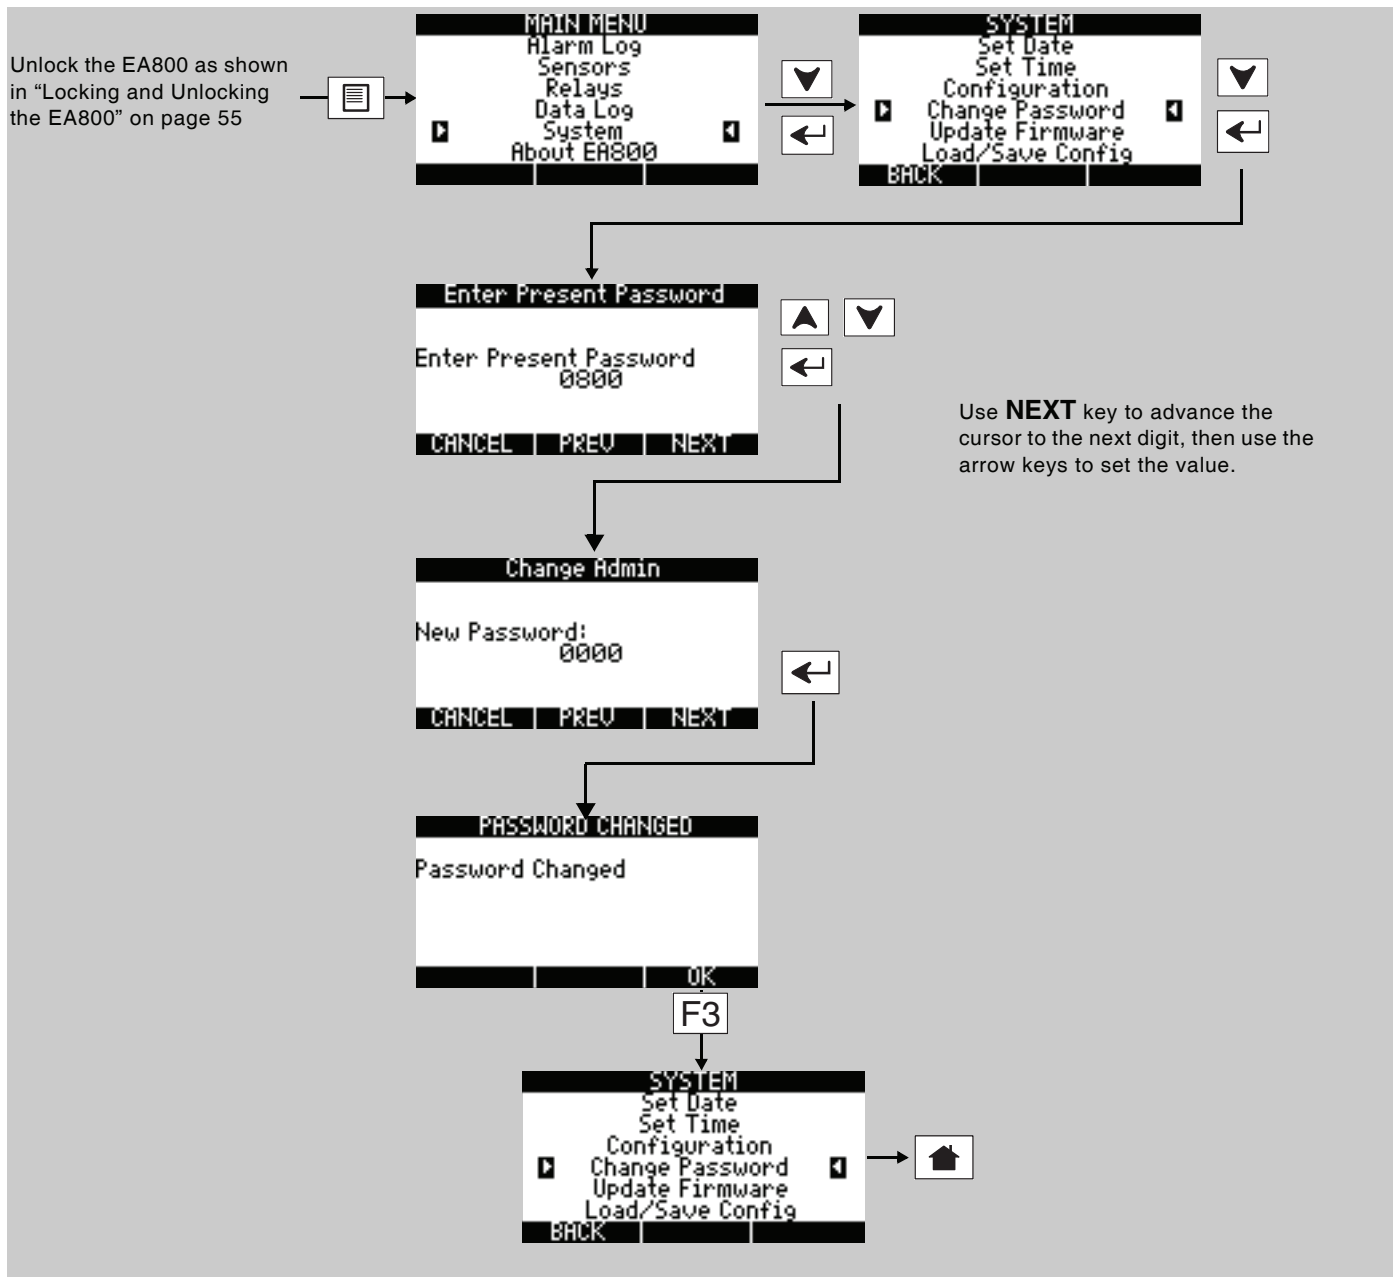 Unlock the EA800 as shown
in “Locking and Unlocking
the EA800” on page 55
MAIN MENU
Alarm Log
Sensors
Relays
Data Log
System
About EA800
SYSTEM
Set Date
Set Time
Configuration
Change Password
Update Firmware
Load/Save Config
BACK
Enter Present Password
Enter Present Password
0800
CANCEL PREV NEXT
Use NEXT key to advance the
cursor to the next digit, then use the
arrow keys to set the value.
Change Admin
New Password:
0000
CANCEL PREV NEXT
PASSWORD CHANGED
Password Changed
OK
F3
SYSTEM
Set Date
Set Time
Configuration
Change Password
Update Firmware
Load/Save Config
BACK